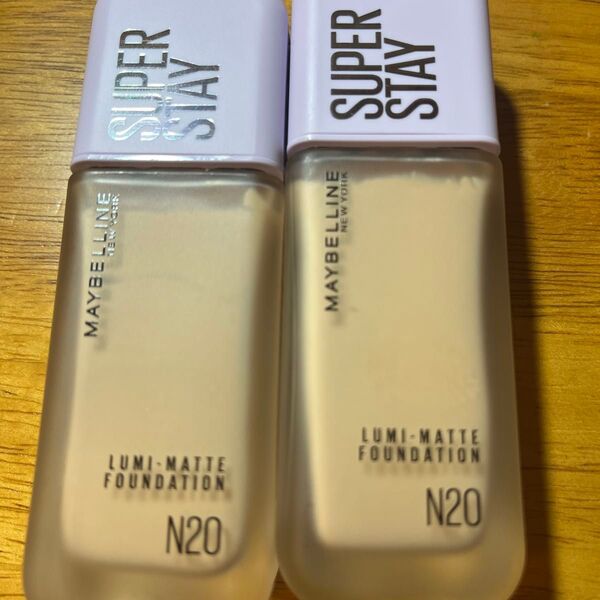 SUPER
STAY
MAYBELLINE
NEW YORK
LUMI-MATTE
FOUNDATION
N20
SUPER
STAY
MAYBELLINE
NEW YORK
LUMI-MATTE
FOUNDATION
N20